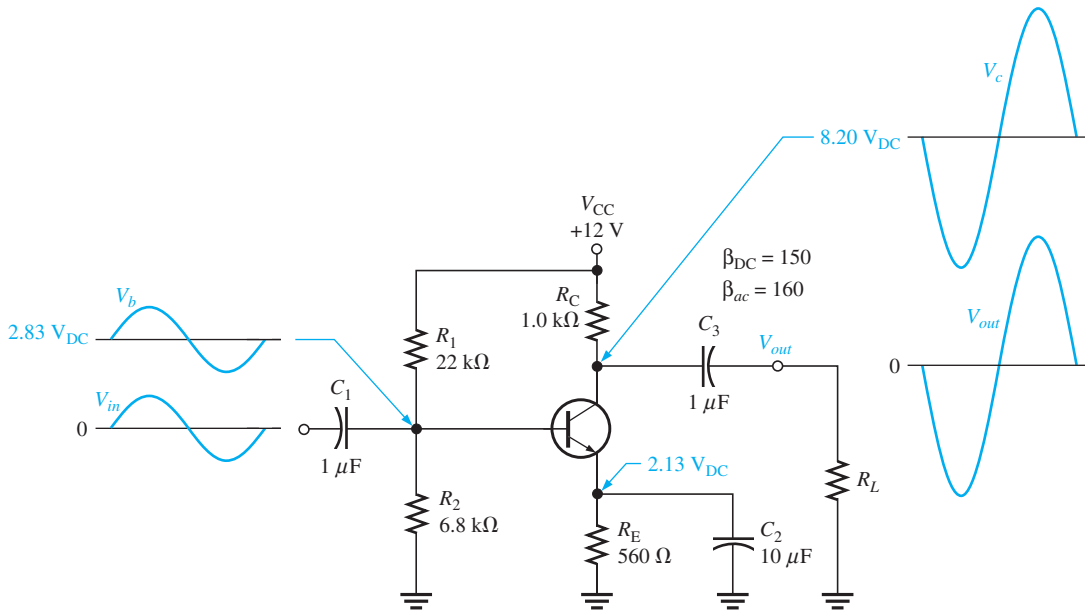 V_c
8.20 V_DC
V_CC
+12 V
β_DC = 150
β_ac = 160
V_b
2.83 V_DC
R_C
1.0 kΩ
R_1
22 kΩ
C_3
1 μF
V_out
V_out
0
V_in
0
C_1
1 μF
2.13 V_DC
R_L
R_2
6.8 kΩ
R_E
560 Ω
C_2
10 μF